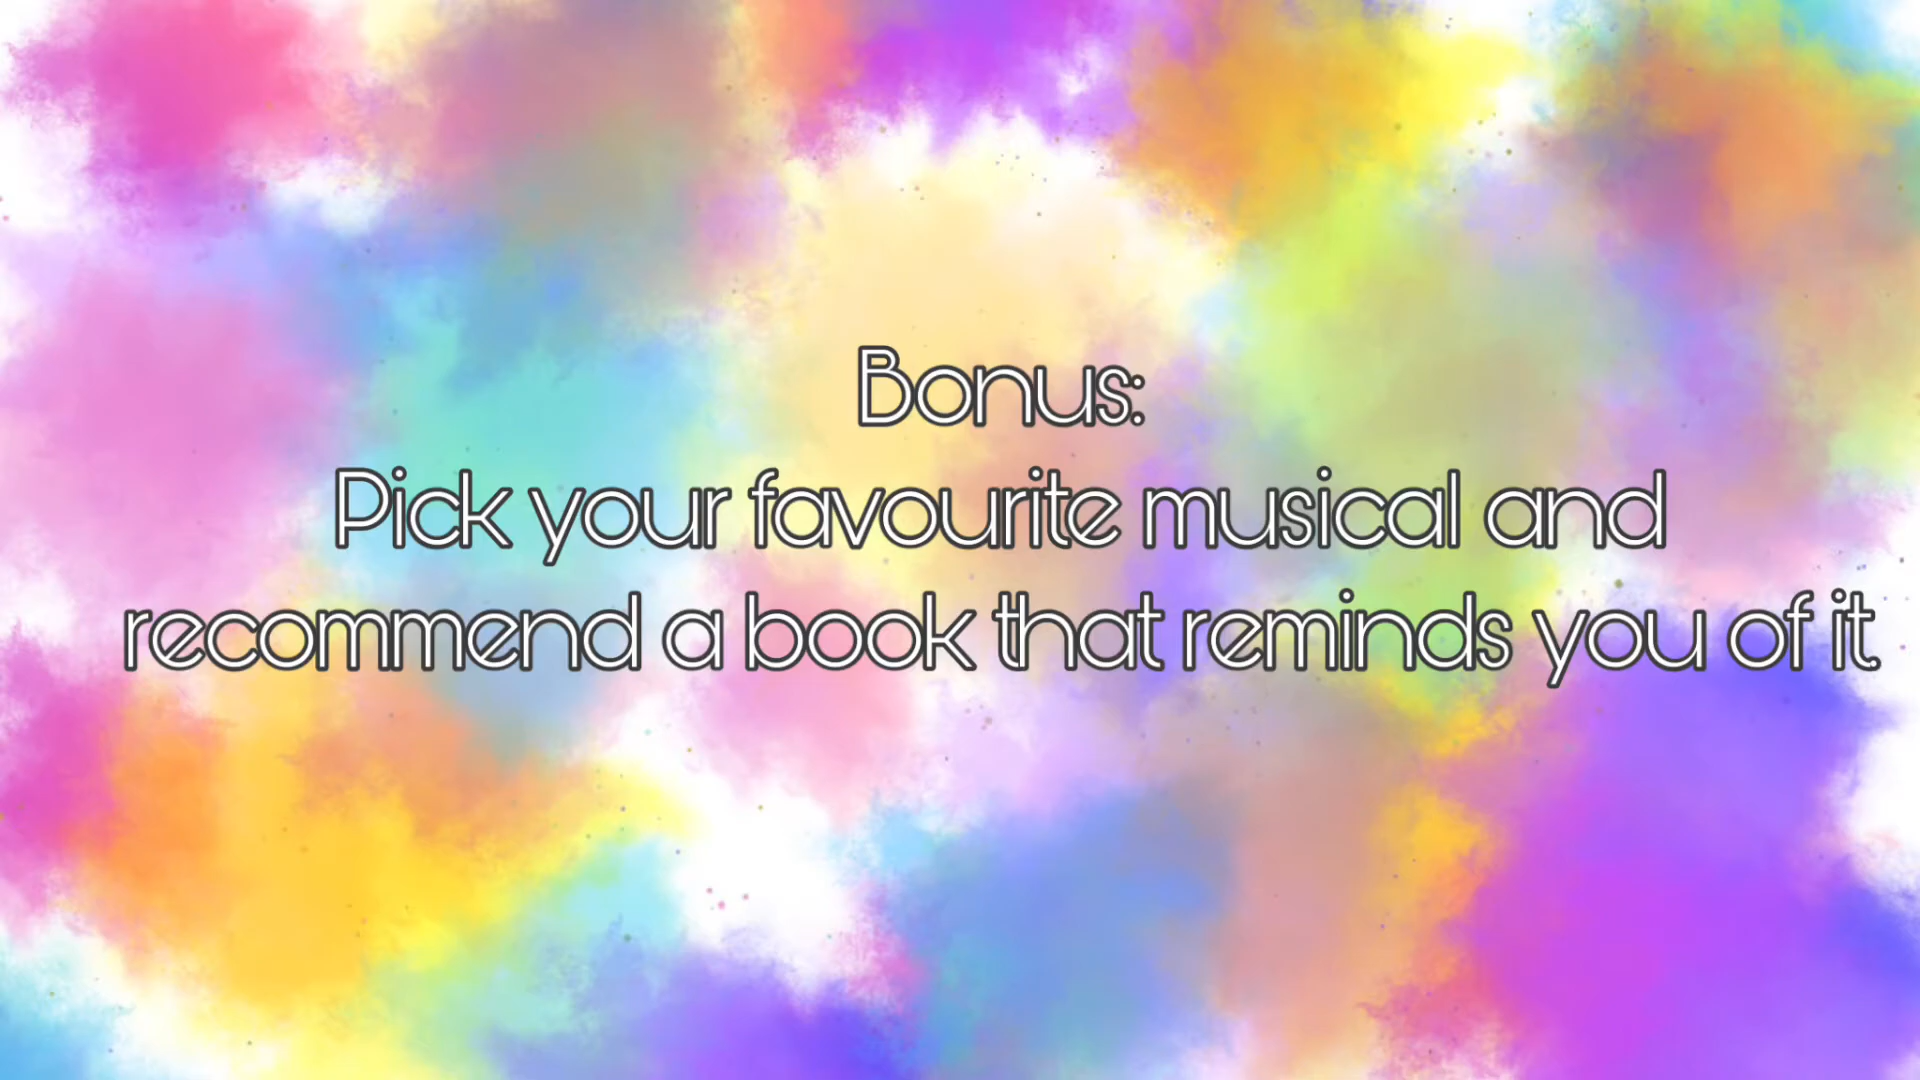 Bonus:
Pick your favourite musical and
recommend a book that reminds you of it.